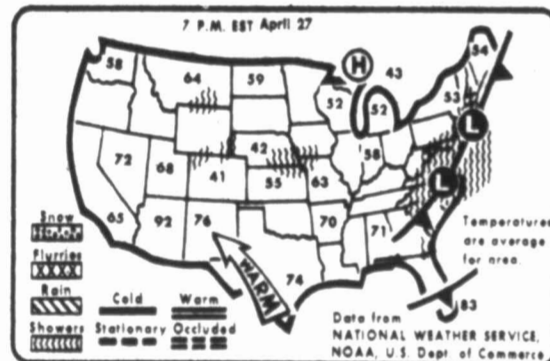 7 P.M. EST April 27
58
64
59
H
43
54
52
52
53
L
72
68
42
41
58
55
63
L
65
92
76
70
71
74
83
WARM
Snow
Flurries
Rain
Showers
Cold
Warm
Stationary
Occluded
Temperatures
are average
for area.
Data from
NATIONAL WEATHER SERVICE,
NOAA, U.S. Dept. of Commerce